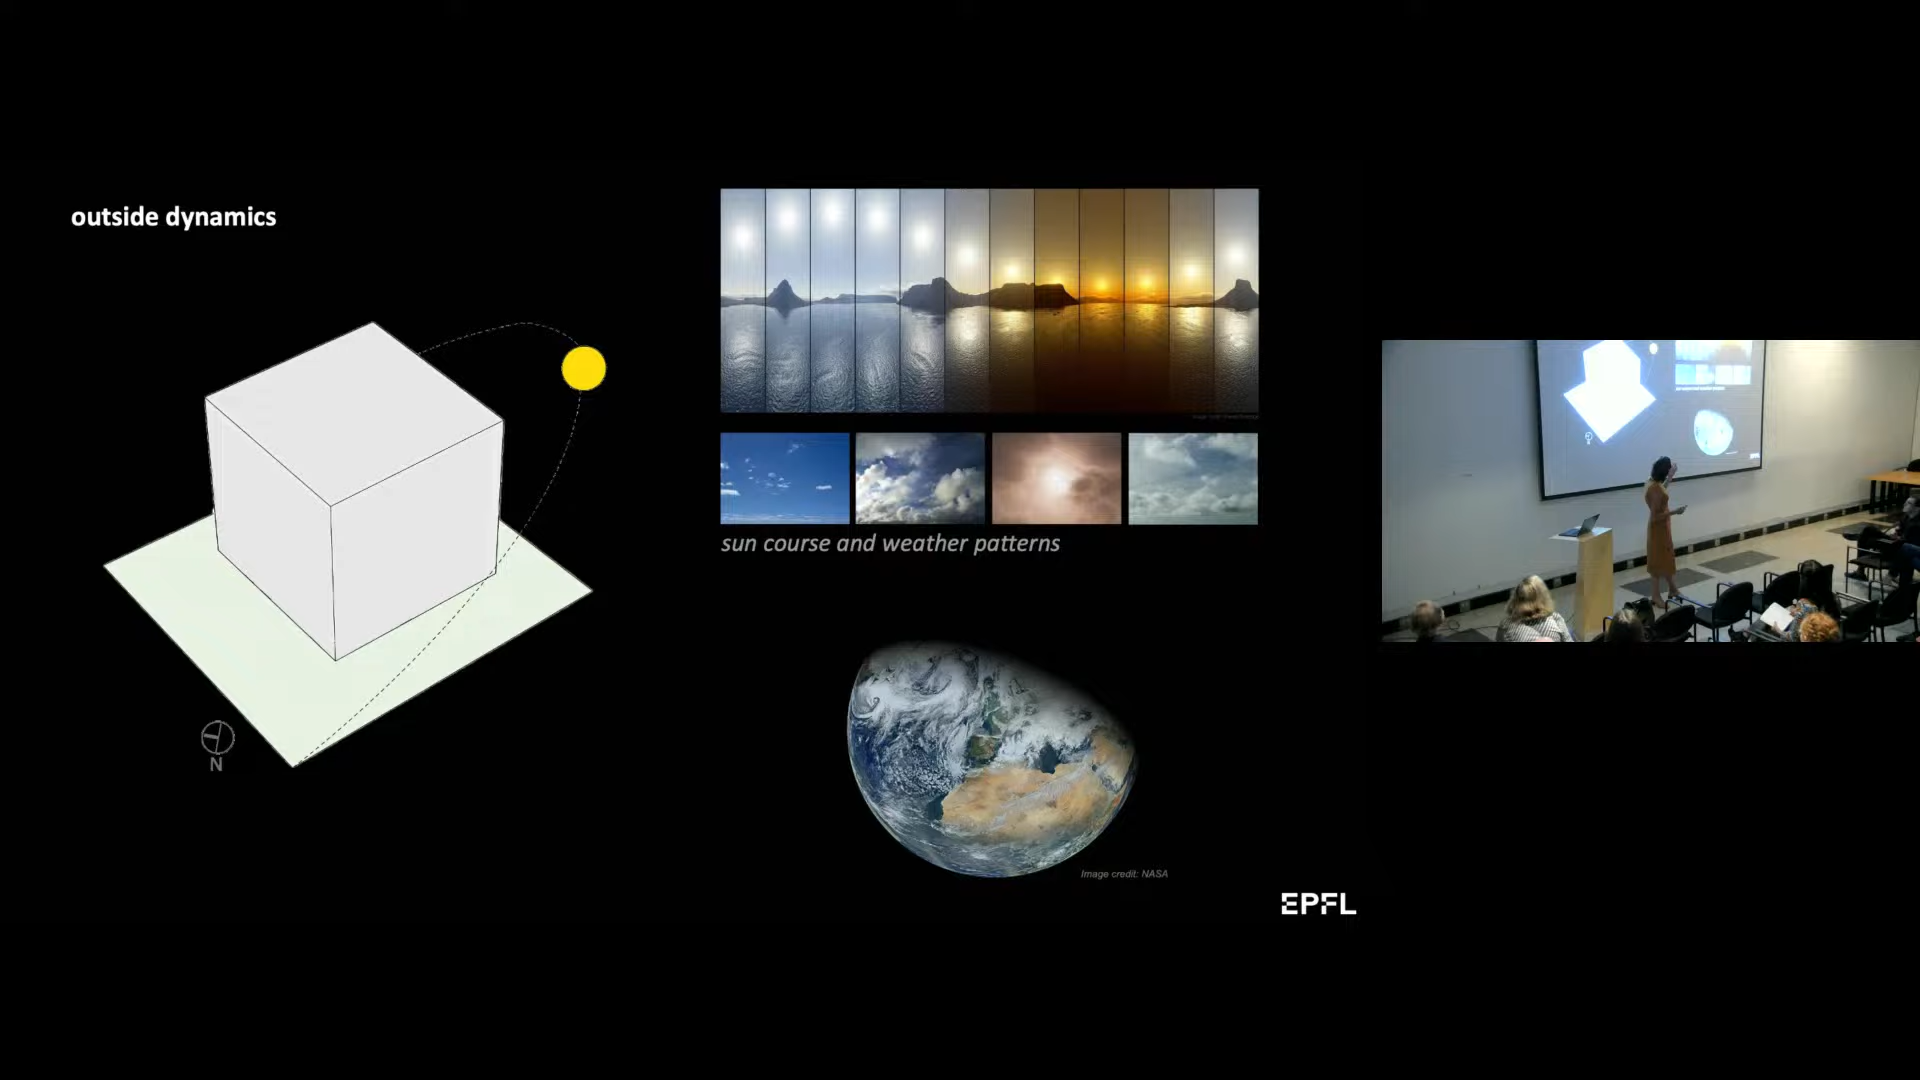 outside dynamics
sun course and weather patterns
N
Image credit: NASA
EPFL